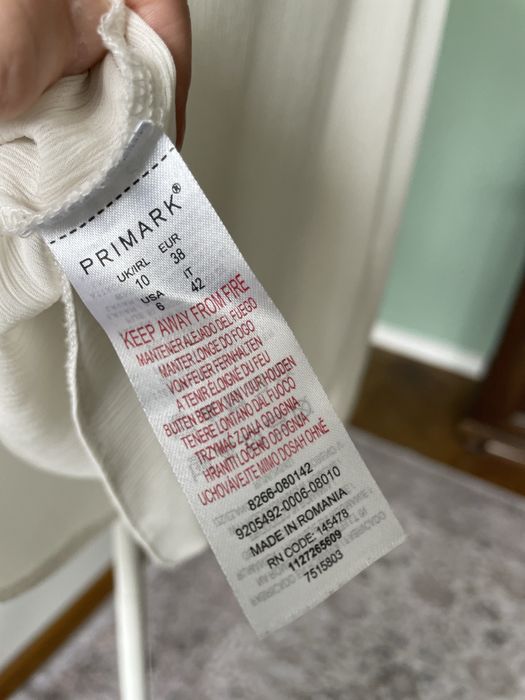 PRIMARK®
UK/IRL EUR
10 38
USA IT
6 42
KEEP AWAY FROM FIRE
MANTENER ALEJADO DEL FUEGO
MANTER LONGE DO FOGO
VON FEUER FERNHALTEN
À TENIR ÉLOIGNÉ DU FEU
BUITEN BEREIK VAN VUUR HOUDEN
TENERE LONTANO DAL FUOCO
TRZYMAĆ Z DALA OD OGNIA
HRANITI LOČENO OD OGNJA
UCHOVÁVEJTE MIMO DOSAH OHNĚ
8266-080142
9205492-0006-08010
MADE IN ROMANIA
RN CODE: 145478
1127265609
7515803